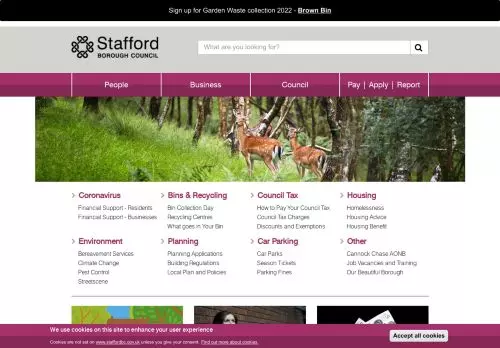 Sign up for Garden Waste collection 2022 - Brown Bin
Stafford
BOROUGH COUNCIL
What are you looking for?
People
Business
Council
Pay | Apply | Report
Coronavirus
Financial Support - Residents
Financial Support - Businesses
Bins & Recycling
Bin Collection Day
Recycling Centres
What goes in Your Bin
Council Tax
How to Pay Your Council Tax
Council Tax Charges
Discounts and Exemptions
Housing
Homelessness
Housing Advice
Housing Benefit
Environment
Bereavement Services
Climate Change
Pest Control
Streetscene
Planning
Planning Applications
Building Regulations
Local Plan and Policies
Car Parking
Car Parks
Season Tickets
Parking Fines
Other
Cannock Chase AONB
Job Vacancies and Training
Our Beautiful Borough
We use cookies on this site to enhance your user experience
Cookies are not set on www.staffordbc.gov.uk unless you give your consent. Find out more about cookies.
Accept all cookies